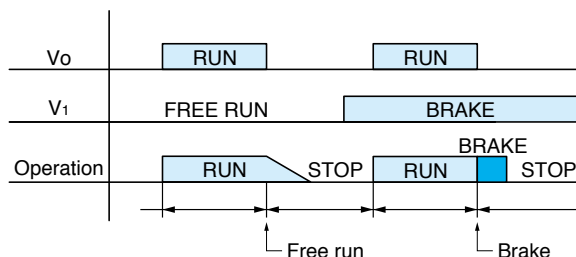 Vo RUN RUN
V1 FREE RUN BRAKE
BRAKE
Operation RUN STOP RUN STOP
Free run Brake